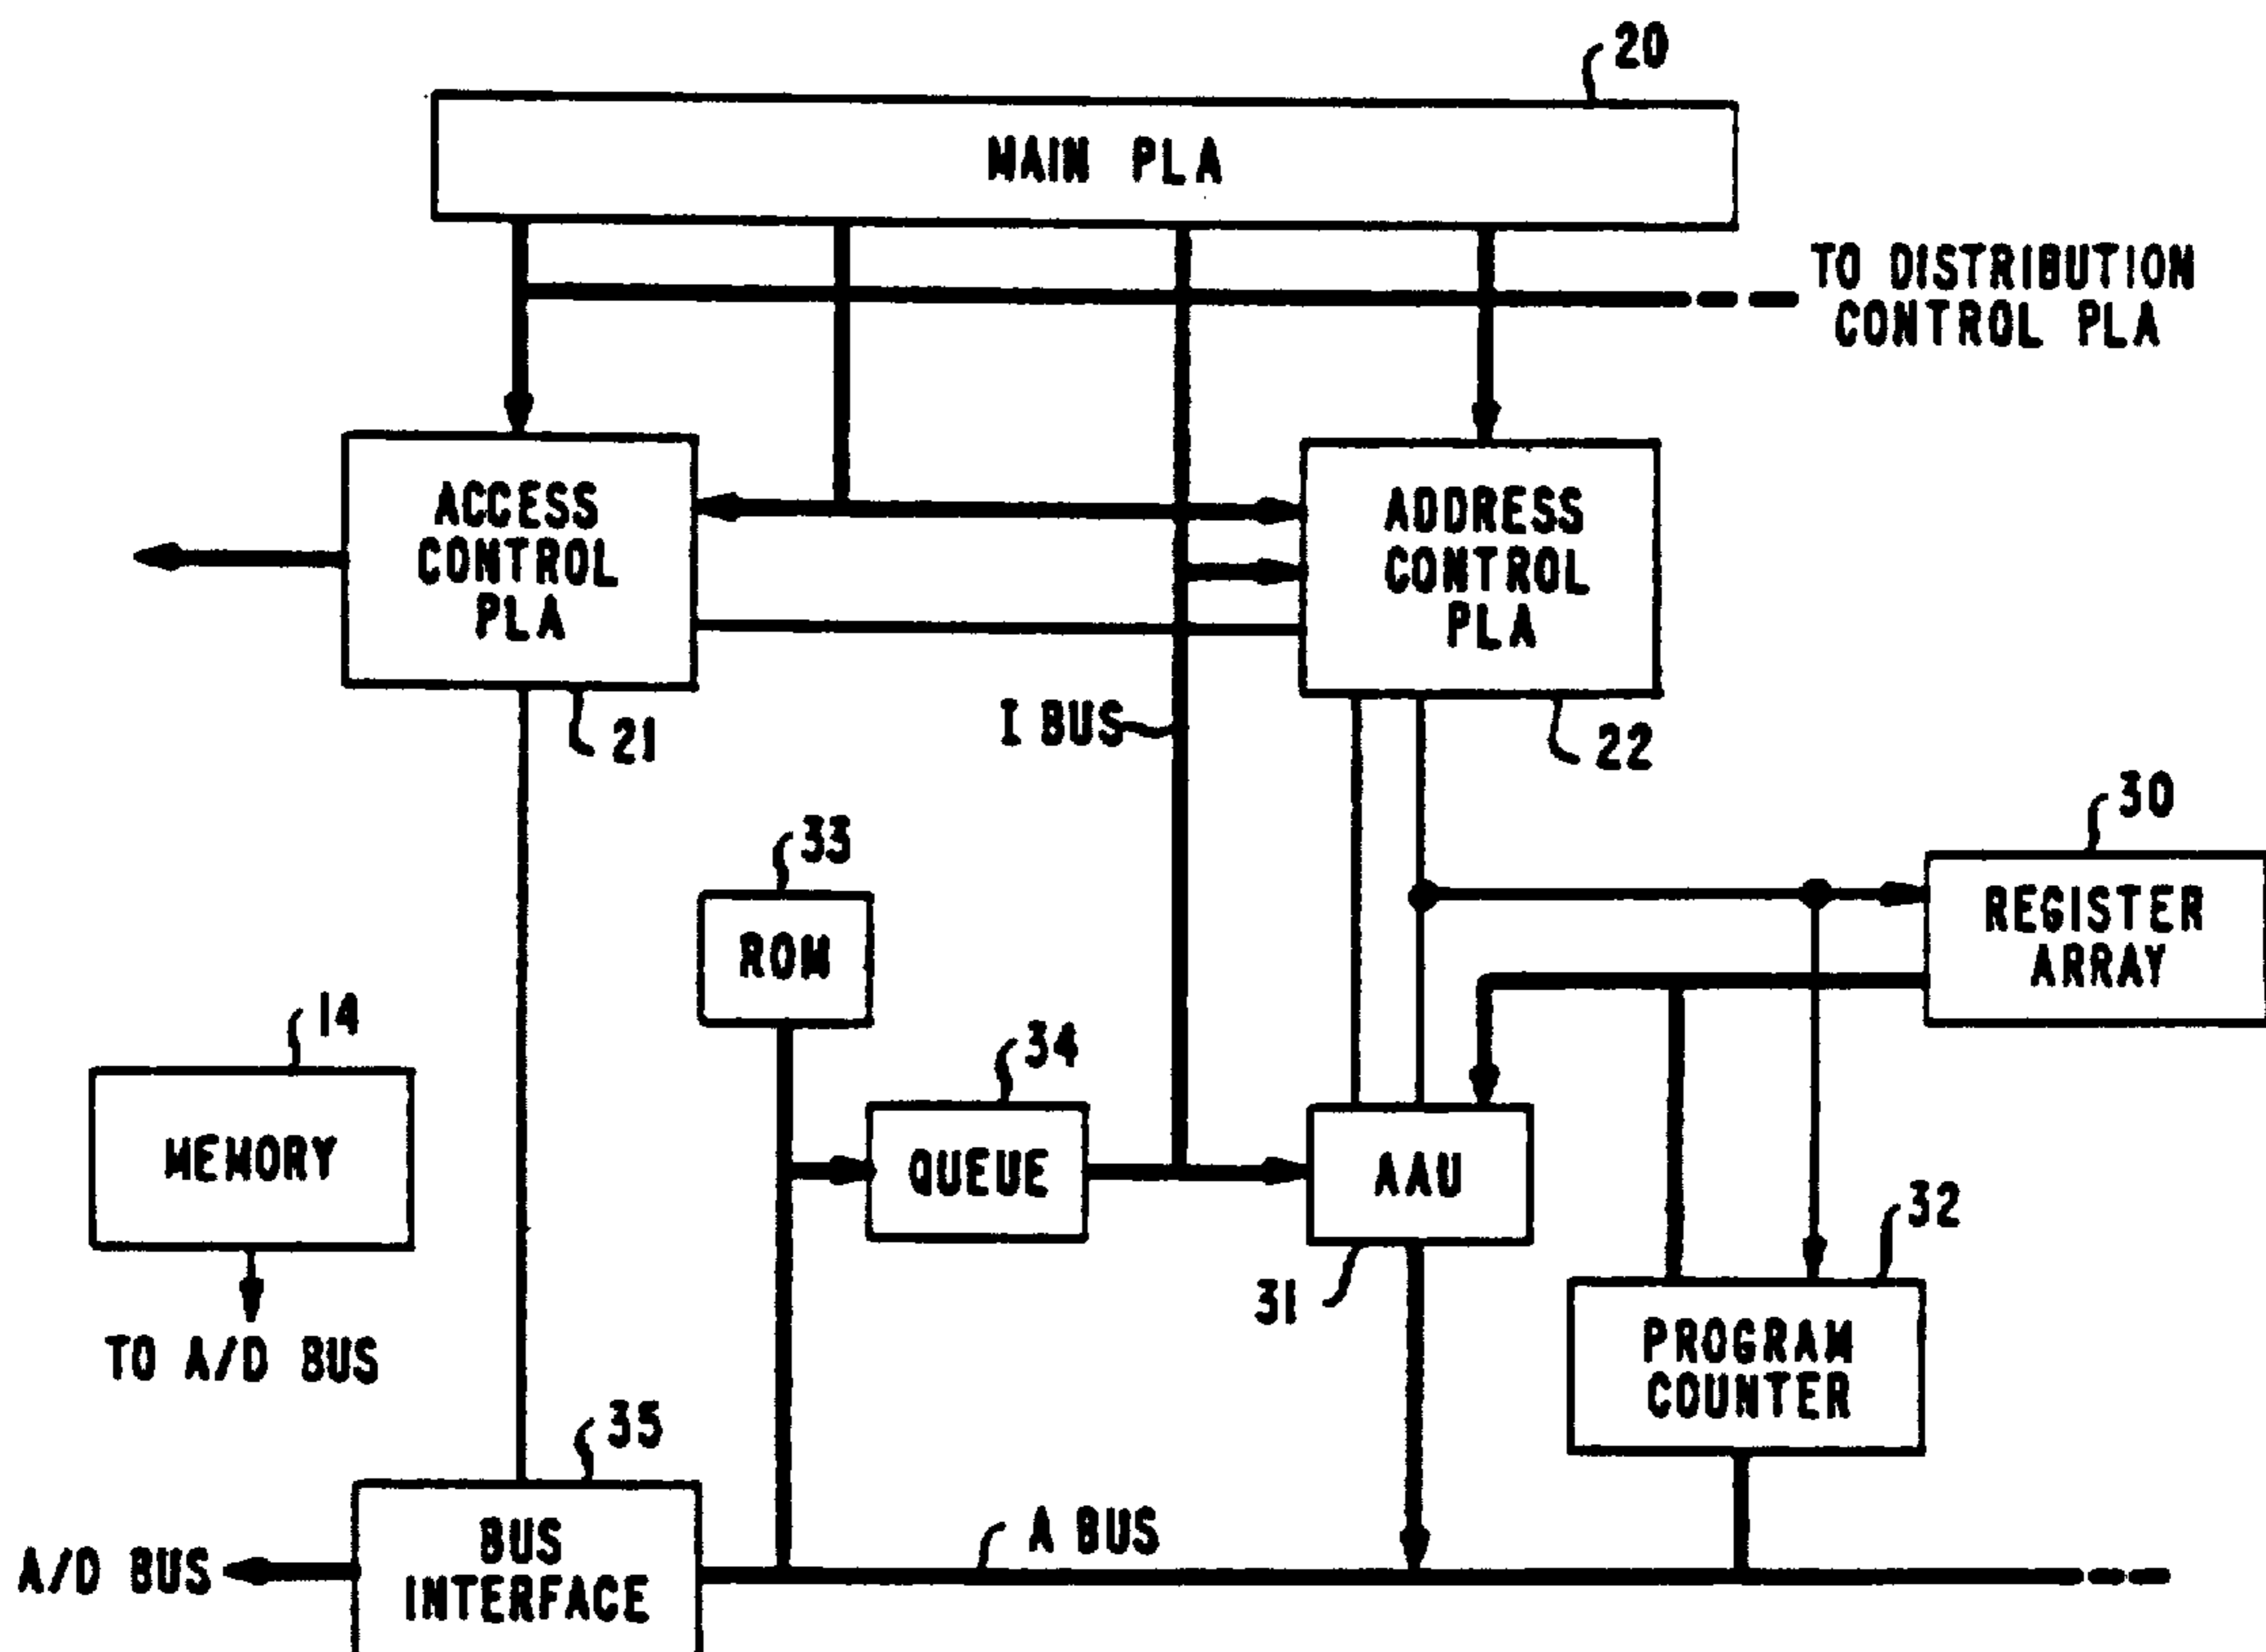 20
MAIN PLA
TO DISTRIBUTION
CONTROL PLA
ACCESS
CONTROL
PLA
ADDRESS
CONTROL
PLA
21
I BUS
22
30
33
REGISTER
ARRAY
ROM
14
34
MEMORY
QUEUE
AAU
32
31
TO A/D BUS
PROGRAM
COUNTER
35
A BUS
BUS
INTERFACE
A/D BUS